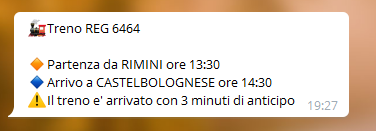 🚂Treno REG 6464
🔶Partenza da RIMINI ore 13:30
🔷Arrivo a CASTELBOLOGNESE ore 14:30
⚠️Il treno e' arrivato con 3 minuti di anticipo
19:27